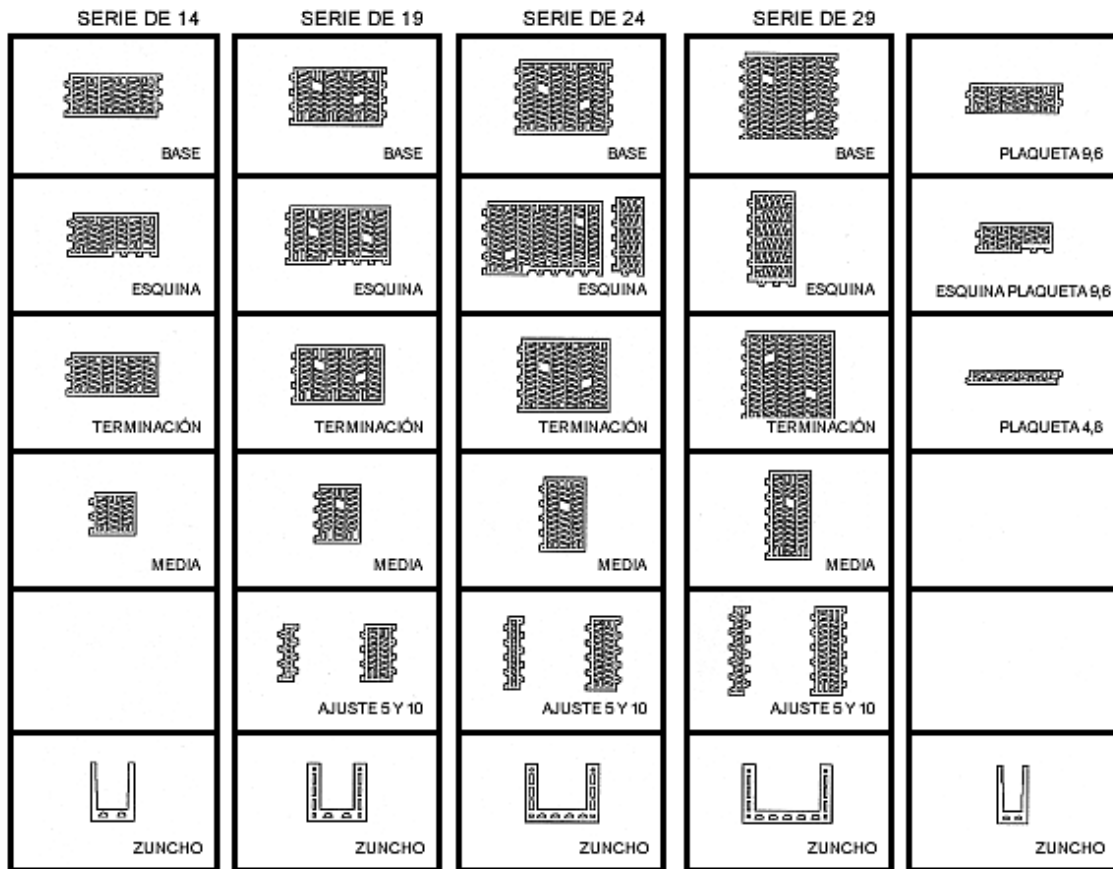 SERIE DE 14 SERIE DE 19 SERIE DE 24 SERIE DE 29
BASE BASE BASE BASE PLAQUETA 9,6
ESQUINA ESQUINA ESQUINA ESQUINA ESQUINA PLAQUETA 9,6
TERMINACIÓN TERMINACIÓN TERMINACIÓN TERMINACIÓN PLAQUETA 4,8
MEDIA MEDIA MEDIA MEDIA
AJUSTE 5 Y 10 AJUSTE 5 Y 10 AJUSTE 5 Y 10
ZUNCHO ZUNCHO ZUNCHO ZUNCHO ZUNCHO